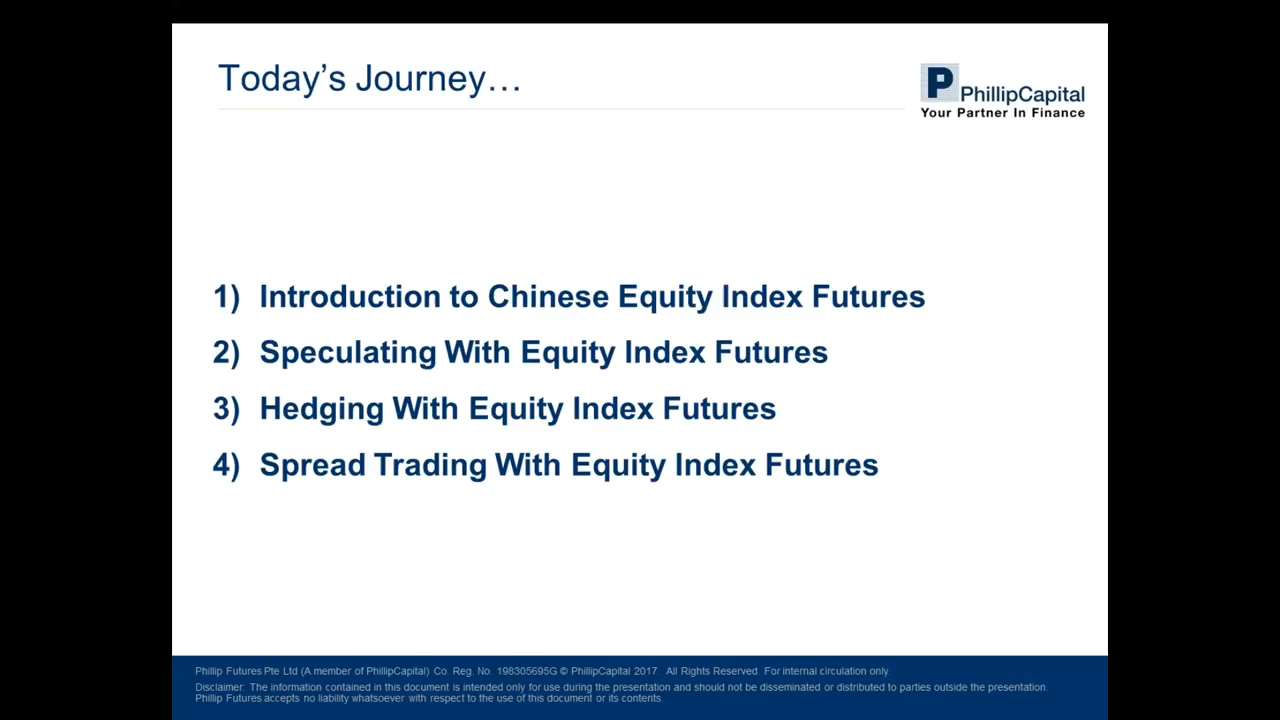 Today’s Journey…
P
PhillipCapital
Your Partner In Finance
1) Introduction to Chinese Equity Index Futures
2) Speculating With Equity Index Futures
3) Hedging With Equity Index Futures
4) Spread Trading With Equity Index Futures
Phillip Futures Pte Ltd (A member of PhillipCapital) Co. Reg. No. 198305695G © PhillipCapital 2017. All Rights Reserved. For internal circulation only.
Disclaimer: The information contained in this document is intended only for use during the presentation and should not be disseminated or distributed to parties outside the presentation.
Phillip Futures accepts no liability whatsoever with respect to the use of this document or its contents.